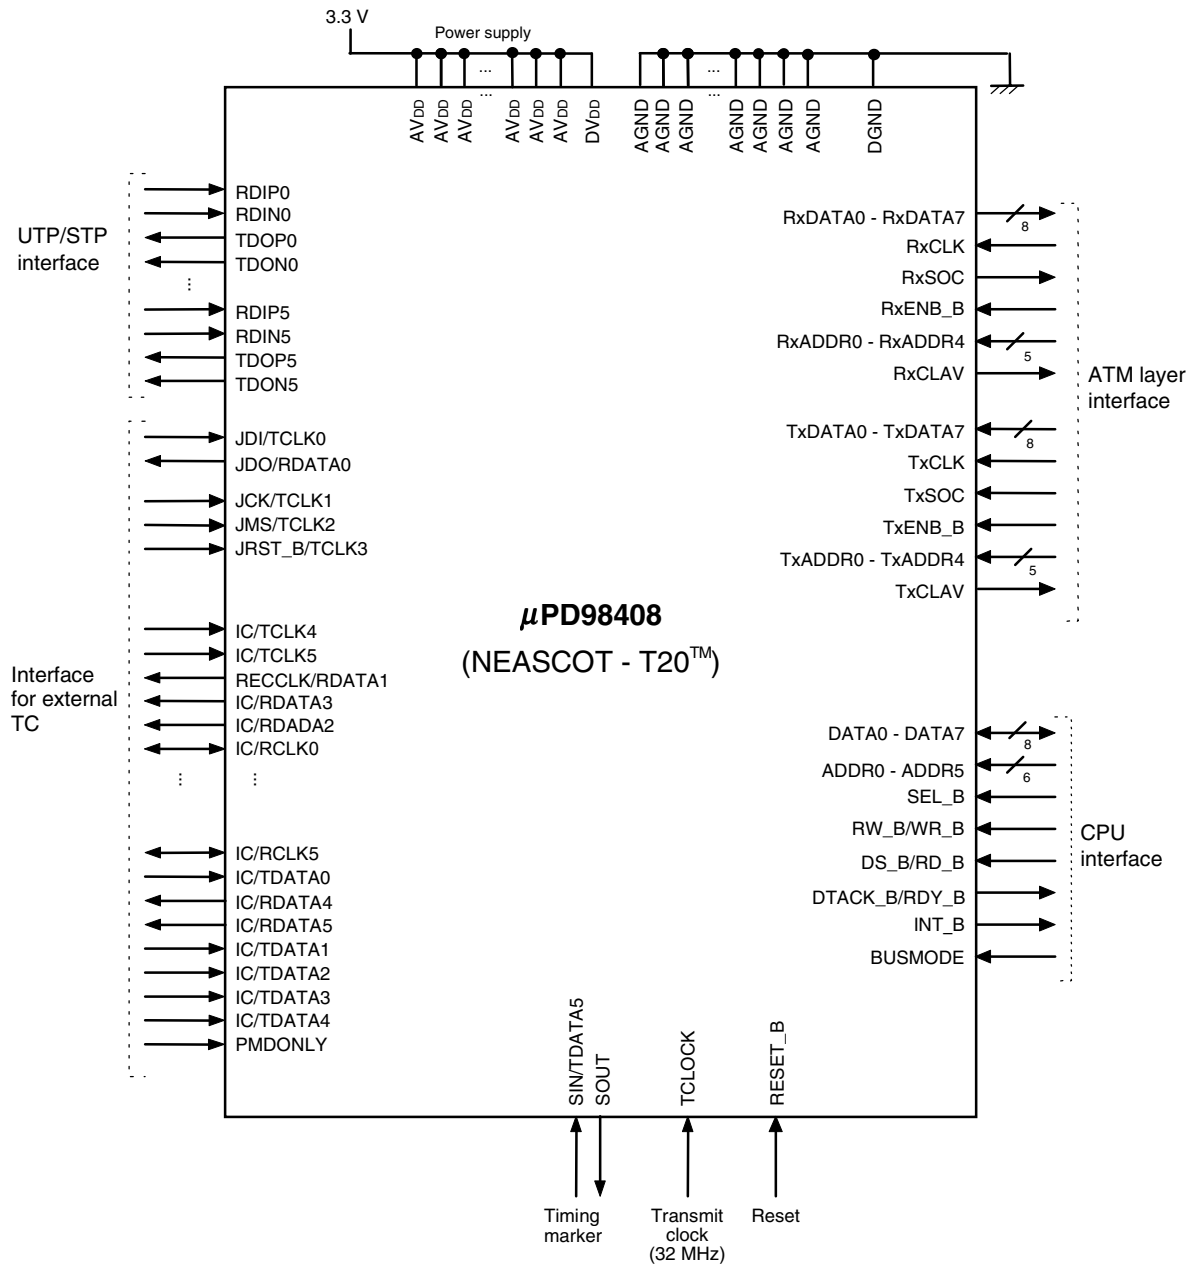 3.3 V
Power supply
...
...
...
AVDD
AVDD
AVDD
AVDD
AVDD
AVDD
DVDD
AGND
AGND
AGND
AGND
AGND
AGND
AGND
DGND
UTP/STP
interface
RDIP0
RDIN0
TDOP0
TDON0
...
RDIP5
RDIN5
TDOP5
TDON5
Interface
for external
TC
JDI/TCLK0
JDO/RDATA0
JCK/TCLK1
JMS/TCLK2
JRST_B/TCLK3
IC/TCLK4
IC/TCLK5
RECCLK/RDATA1
IC/RDATA3
IC/RDADA2
IC/RCLK0
...
...
IC/RCLK5
IC/TDATA0
IC/RDATA4
IC/RDATA5
IC/TDATA1
IC/TDATA2
IC/TDATA3
IC/TDATA4
PMDONLY
μPD98408
(NEASCOT - T20TM)
RxDATA0 - RxDATA7
8
RxCLK
RxSOC
RxENB_B
RxADDR0 - RxADDR4
5
RxCLAV
TxDATA0 - TxDATA7
8
TxCLK
TxSOC
TxENB_B
TxADDR0 - TxADDR4
5
TxCLAV
ATM layer
interface
DATA0 - DATA7
8
ADDR0 - ADDR5
6
SEL_B
RW_B/WR_B
DS_B/RD_B
DTACK_B/RDY_B
INT_B
BUSMODE
CPU
interface
SIN/TDATA5
SOUT
TCLOCK
RESET_B
Timing
marker
Transmit
clock
(32 MHz)
Reset